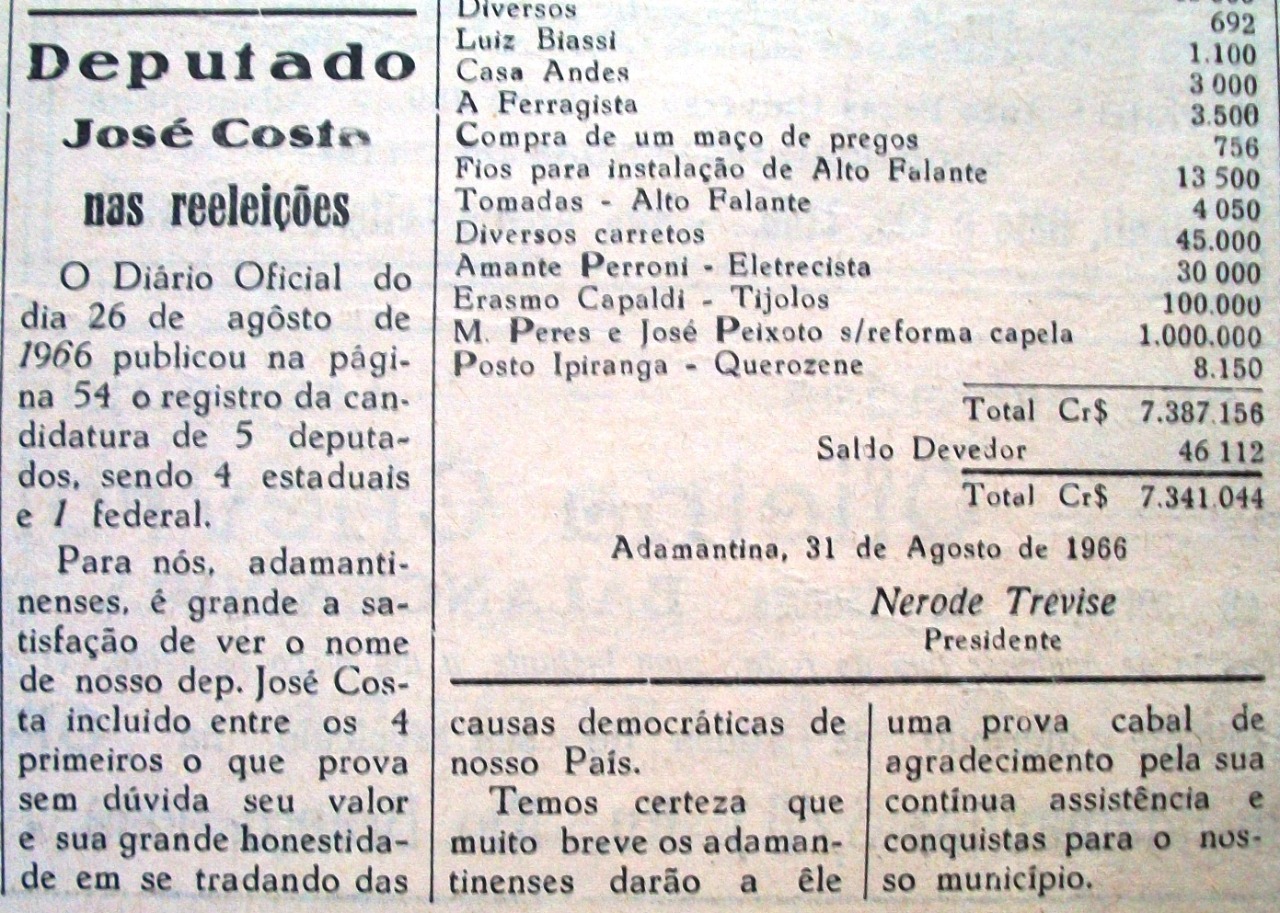 Deputado
José Costa
nas reeleições
O Diário Oficial do
dia 26 de agôsto de
1966 publicou na pági-
na 54 o registro da can-
didatura de 5 deputa-
dos, sendo 4 estaduais
e 1 federal.
Para nós, adamanti-
nenses, é grande a sa-
tisfação de ver o nome
de nosso dep. José Cos-
ta incluido entre os 4
primeiros o que prova
sem dúvida seu valor
e sua grande honestida-
de em se tradando das
causas democráticas de
nosso País.
Temos certeza que
muito breve os adaman-
tinenses darão a êle
uma prova cabal de
agradecimento pela sua
contínua assistência e
conquistas para o nos-
so município.
Diversos 692
Luiz Biassi 1.100
Casa Andes 3 000
A Ferragista 3.500
Compra de um maço de pregos 756
Fios para instalação de Alto Falante 13 500
Tomadas - Alto Falante 4 050
Diversos carretos 45.000
Amante Perroni - Eletrecista 30 000
Erasmo Capaldi - Tijolos 100.000
M. Peres e José Peixoto s/reforma capela 1.000.000
Posto Ipiranga - Querozene 8.150
Total Cr$ 7.387.156
Saldo Devedor 46 112
Total Cr$ 7.341.044
Adamantina, 31 de Agosto de 1966
Nerode Trevise
Presidente